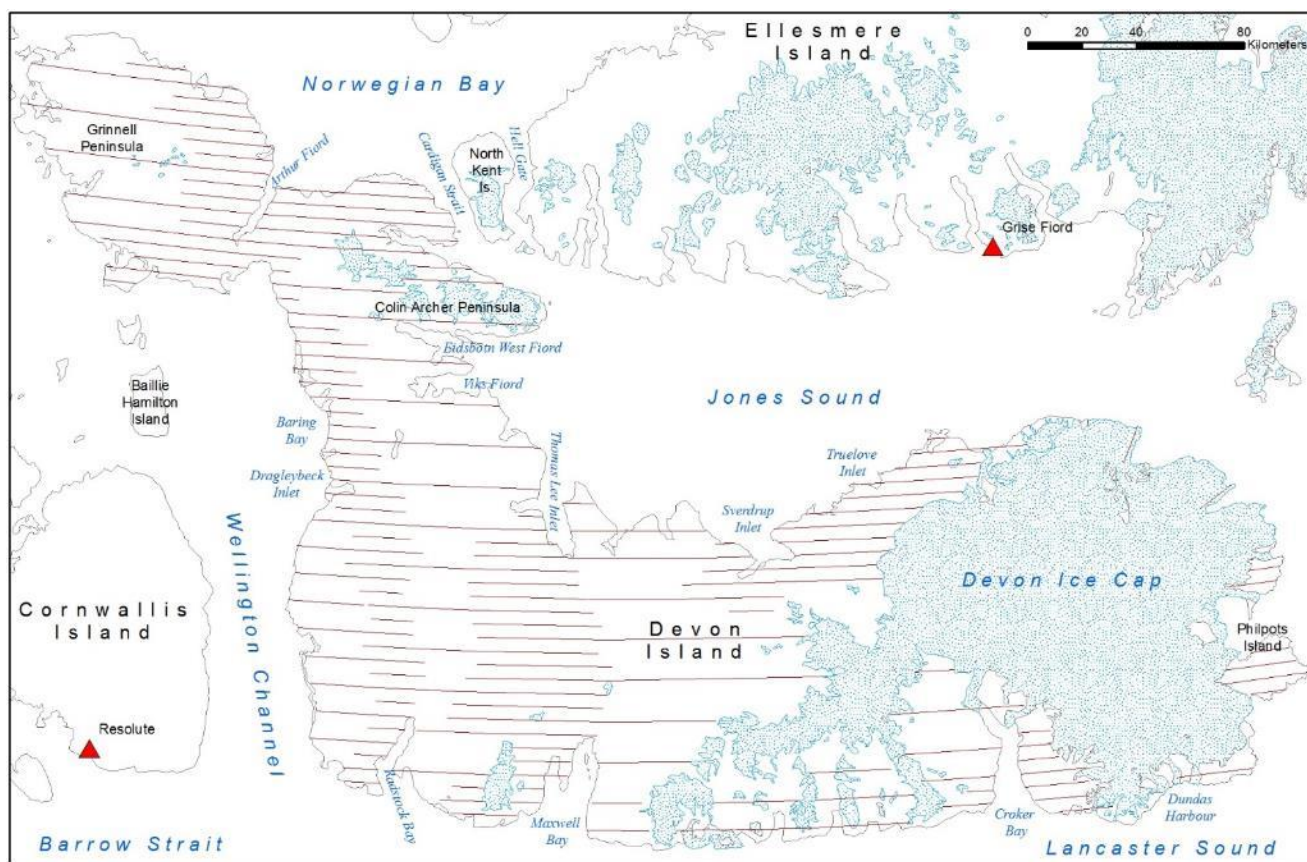 Ellesmere
Island
0 20 40 80
Kilometers
Norwegian Bay
Grinnell
Peninsula
Arthur Fiord
Cardigan Strait
North
Kent
Is.
Hell Gate
Grise Fiord
Colin Archer Peninsula
Eidsbotn West Fiord
Viks Fiord
Baillie
Hamilton
Island
Jones Sound
Baring
Bay
Thomas Lee Inlet
Truelove
Inlet
Dragleybeck
Inlet
Sverdrup
Inlet
Wellington Channel
Devon Ice Cap
Cornwallis
Island
Devon
Island
Philpots
Island
Resolute
Radstock Bay
Maxwell
Bay
Croker
Bay
Dundas
Harbour
Barrow Strait
Lancaster Sound